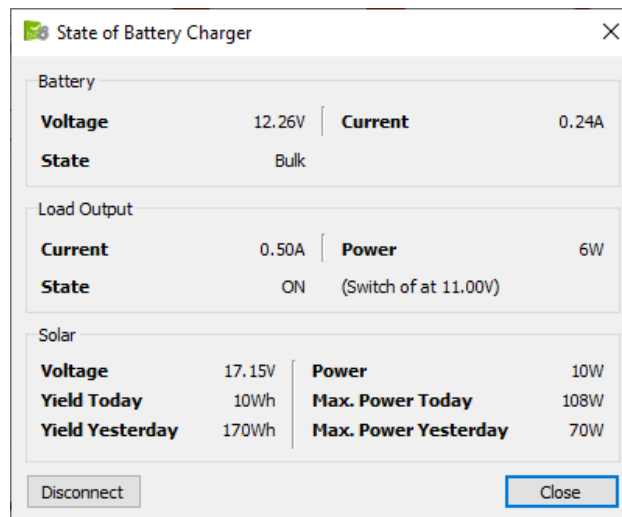 State of Battery Charger
Battery
Voltage 12.26V Current 0.24A
State Bulk
Load Output
Current 0.50A Power 6W
State ON (Switch of at 11.00V)
Solar
Voltage 17.15V Power 10W
Yield Today 10Wh Max. Power Today 108W
Yield Yesterday 170Wh Max. Power Yesterday 70W
Disconnect Close